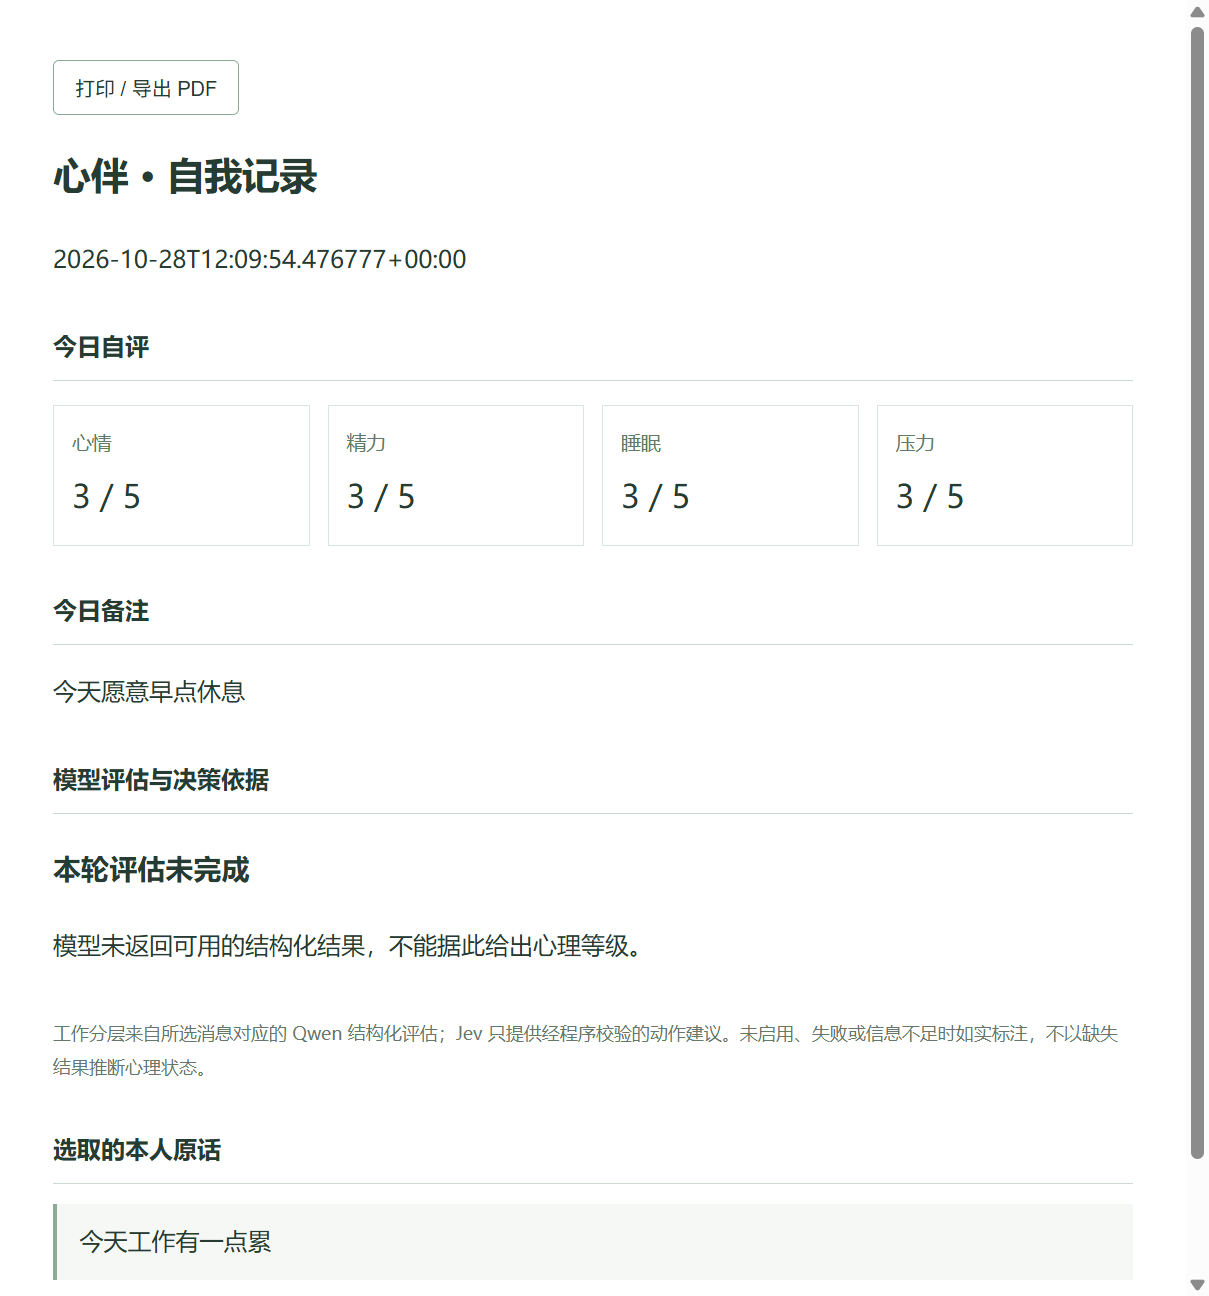 打印 / 导出 PDF
心伴 · 自我记录
2026-10-28T12:09:54.476777+00:00
今日自评
心情
精力
睡眠
压力
3 / 5
3 / 5
3 / 5
3 / 5
今日备注
今天愿意早点休息
模型评估与决策依据
本轮评估未完成
模型未返回可用的结构化结果，不能据此给出心理等级。
工作分层来自所选消息对应的 Qwen 结构化评估；Jev 只提供经程序校验的动作建议。未启用、失败或信息不足时如实标注，不以缺失
结果推断心理状态。
选取的本人原话
今天工作有一点累